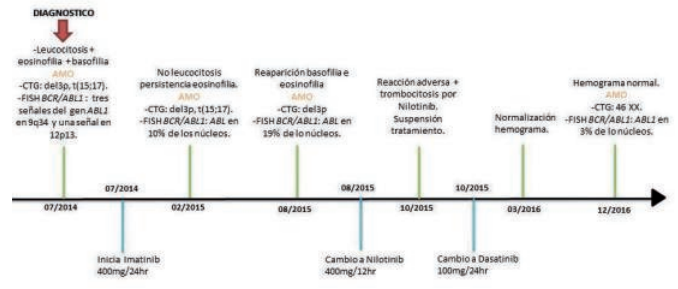 DIAGNOSTICO
-Leucocitosis +
eosinofilia + basofilia
AMO
-CTG: del3p, t(15;17).
-FISH BCR/ABL1 : tres
señales del gen ABL1
en 9q34 y una señal en
12p13.
No leucocitosis
persistencia eosinofilia.
AMO
-CTG: del3p, t(15;17).
-FISH BCR/ABL1: ABL en
10% de los núcleos.
Reaparición basofilia e
eosinofilia
AMO
-CTG: del3p
-FISH BCR/ABL1: ABL en
19% de los núcleos.
Reacción adversa +
trombocitosis por
Nilotinib.
Suspensión
tratamiento.
Normalización
hemograma.
Hemograma normal.
AMO
-CTG: 46 XX.
-FISH BCR/ABL1: ABL1 en
3% de lo núcleos.
07/2014
08/2015
10/2015
07/2014
02/2015
08/2015
10/2015
03/2016
12/2016
Inicia Imatinib
400mg/24hr
Cambio a Nilotinib
400mg/12hr
Cambio a Dasatinib
100mg/24hr